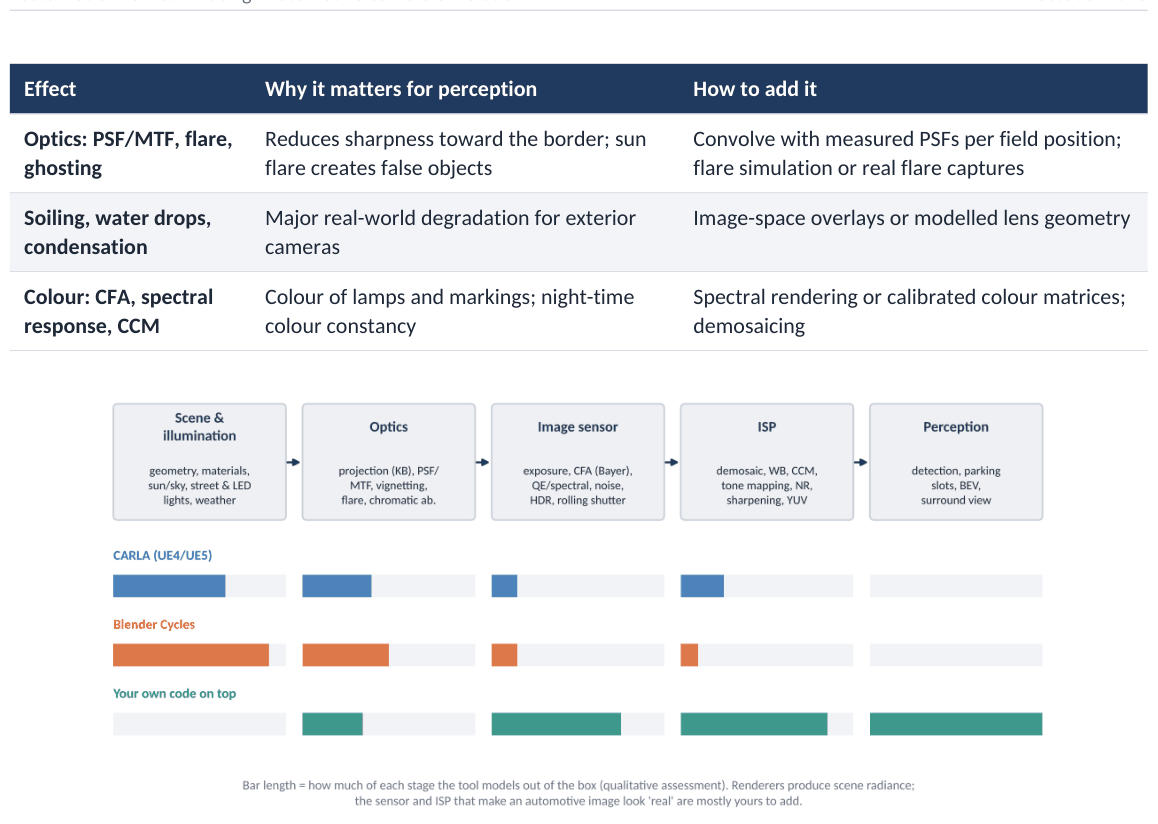 Effect
Why it matters for perception
How to add it
Optics: PSF/MTF, flare,
ghosting
Reduces sharpness toward the border; sun
flare creates false objects
Convolve with measured PSFs per field position;
flare simulation or real flare captures
Soiling, water drops,
condensation
Major real-world degradation for exterior
cameras
Image-space overlays or modelled lens geometry
Colour: CFA, spectral
response, CCM
Colour of lamps and markings; night-time
colour constancy
Spectral rendering or calibrated colour matrices;
demosaicing
Scene &
illumination
geometry, materials,
sun/sky, street & LED
lights, weather
Optics
projection (KB), PSF/
MTF, vignetting,
flare, chromatic ab.
Image sensor
exposure, CFA (Bayer),
QE/spectral, noise,
HDR, rolling shutter
ISP
demosaic, WB, CCM,
tone mapping, NR,
sharpening, YUV
Perception
detection, parking
slots, BEV,
surround view
CARLA (UE4/UE5)
Blender Cycles
Your own code on top
Bar length = how much of each stage the tool models out of the box (qualitative assessment). Renderers produce scene radiance;
the sensor and ISP that make an automotive image look 'real' are mostly yours to add.